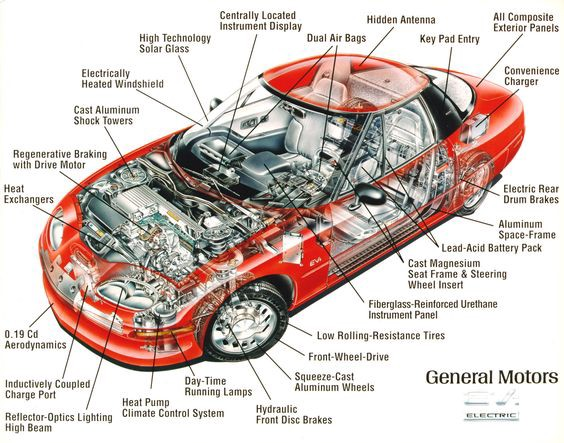 Centrally Located
Instrument Display
Hidden Antenna
All Composite
Exterior Panels
High Technology
Solar Glass
Dual Air Bags
Key Pad Entry
Convenience
Charger
Electrically
Heated Windshield
Cast Aluminum
Shock Towers
Regenerative Braking
with Drive Motor
Heat
Exchangers
Electric Rear
Drum Brakes
Aluminum
Space-Frame
Lead-Acid Battery Pack
Cast Magnesium
Seat Frame & Steering
Wheel Insert
EV1
Fiberglass-Reinforced Urethane
Instrument Panel
0.19 Cd
Aerodynamics
Low Rolling-Resistance Tires
Front-Wheel-Drive
Squeeze-Cast
Aluminum Wheels
Inductively Coupled
Charge Port
Day-Time
Running Lamps
Heat Pump
Climate Control System
Hydraulic
Front Disc Brakes
Reflector-Optics Lighting
High Beam
General Motors
EV1
ELECTRIC